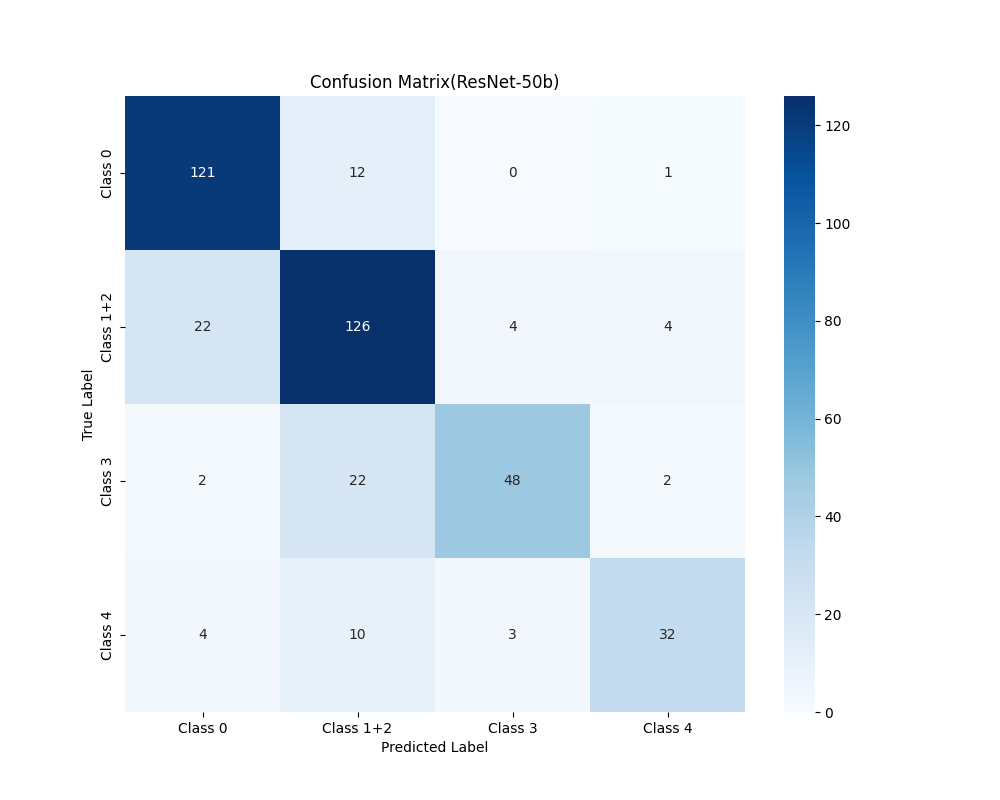 Confusion Matrix(ResNet-50b)
True Label
Class 0
121 12 0 1
Class 1+2
22 126 4 4
Class 3
2 22 48 2
Class 4
4 10 3 32
Class 0 Class 1+2 Class 3 Class 4
Predicted Label
120
100
80
60
40
20
0